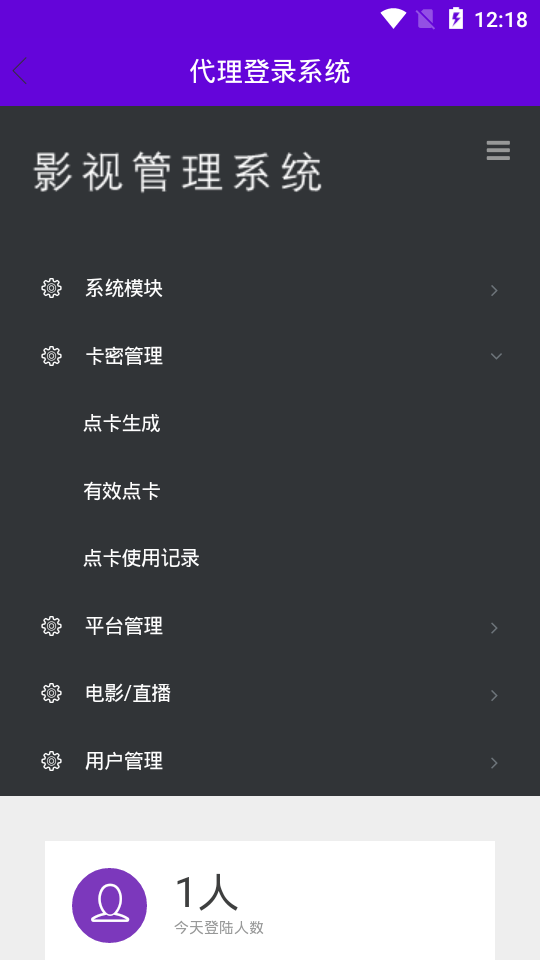 12:18
代理登录系统
影视管理系统
系统模块
卡密管理
点卡生成
有效点卡
点卡使用记录
平台管理
电影/直播
用户管理
1人
今天登陆人数